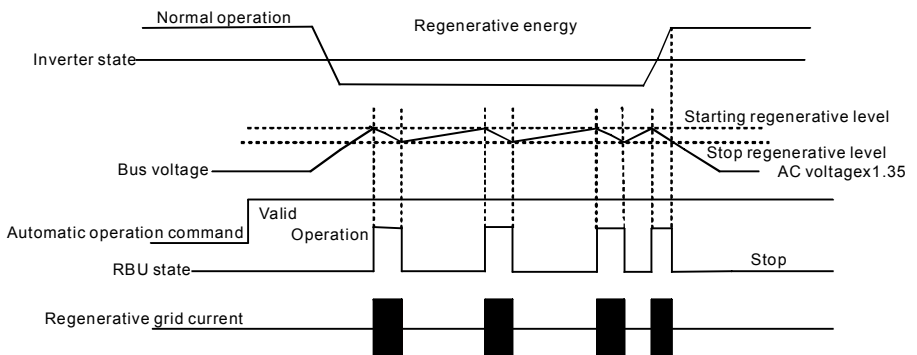 Normal operation
Regenerative energy
Inverter state
Starting regenerative level
Stop regenerative level
Bus voltage
AC voltagex1.35
Valid
Automatic operation command
Operation
RBU state
Stop
Regenerative grid current